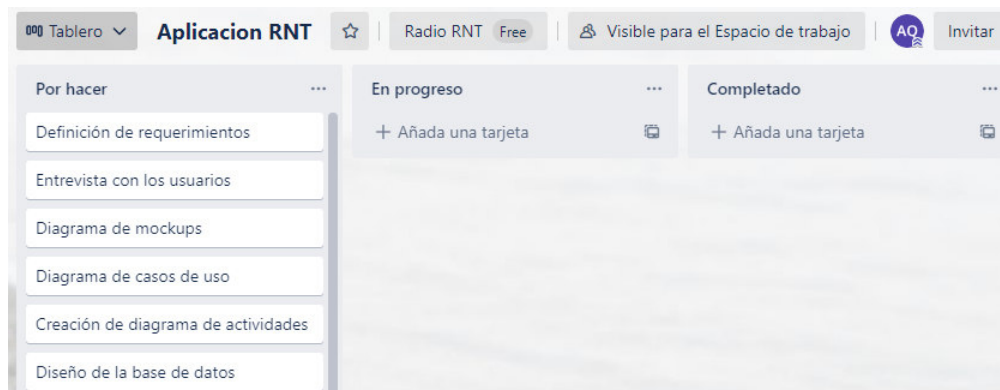 Tablero Aplicacion RNT Radio RNT Free Visible para el Espacio de trabajo AQ Invitar
Por hacer ... En progreso ... Completado ...
Definición de requerimientos + Añada una tarjeta + Añada una tarjeta
Entrevista con los usuarios
Diagrama de mockups
Diagrama de casos de uso
Creación de diagrama de actividades
Diseño de la base de datos